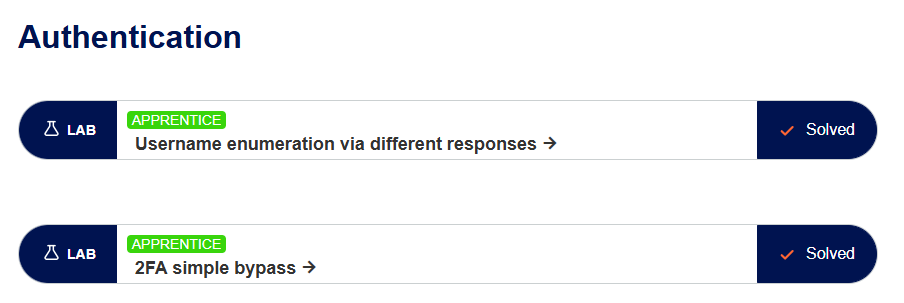 Authentication
LAB
APPRENTICE
Username enumeration via different responses →
Solved
LAB
APPRENTICE
2FA simple bypass →
Solved